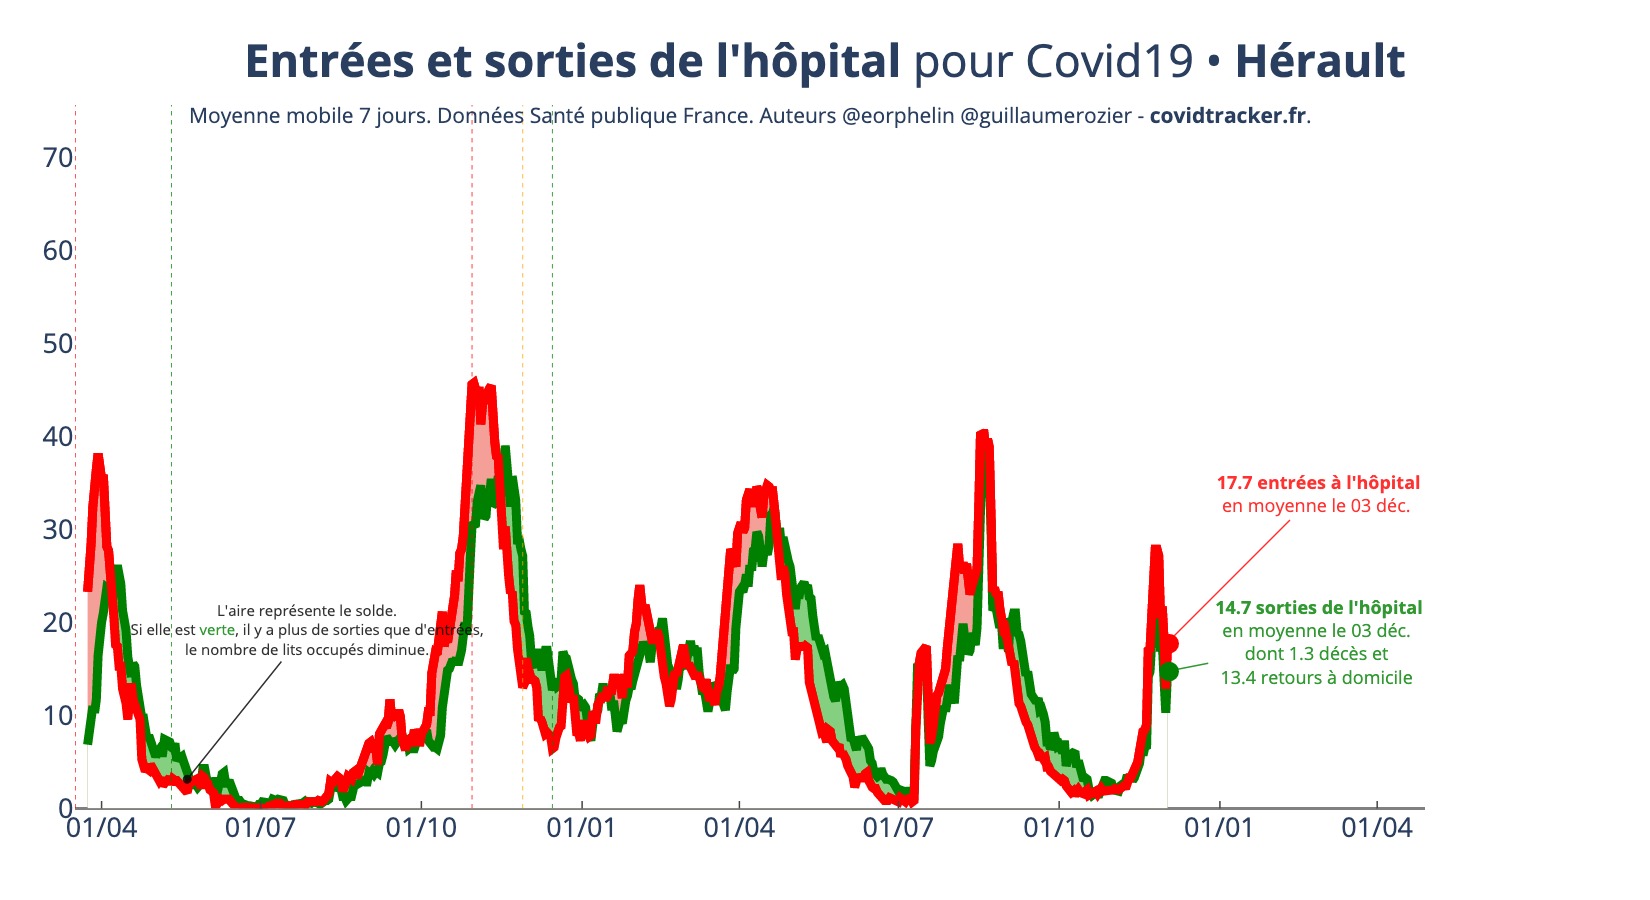 Entrées et sorties de l'hôpital pour Covid19 • Hérault
Moyenne mobile 7 jours. Données Santé publique France. Auteurs @eorphelin @guillaumerozier - covidtracker.fr.
70
60
50
40
30
20
10
0
17.7 entrées à l'hôpital
en moyenne le 03 déc.
14.7 sorties de l'hôpital
en moyenne le 03 déc.
dont 1.3 décès et
13.4 retours à domicile
L'aire représente le solde.
Si elle est verte, il y a plus de sorties que d'entrées,
le nombre de lits occupés diminue.
01/04 01/07 01/10 01/01 01/04 01/07 01/10 01/01 01/04